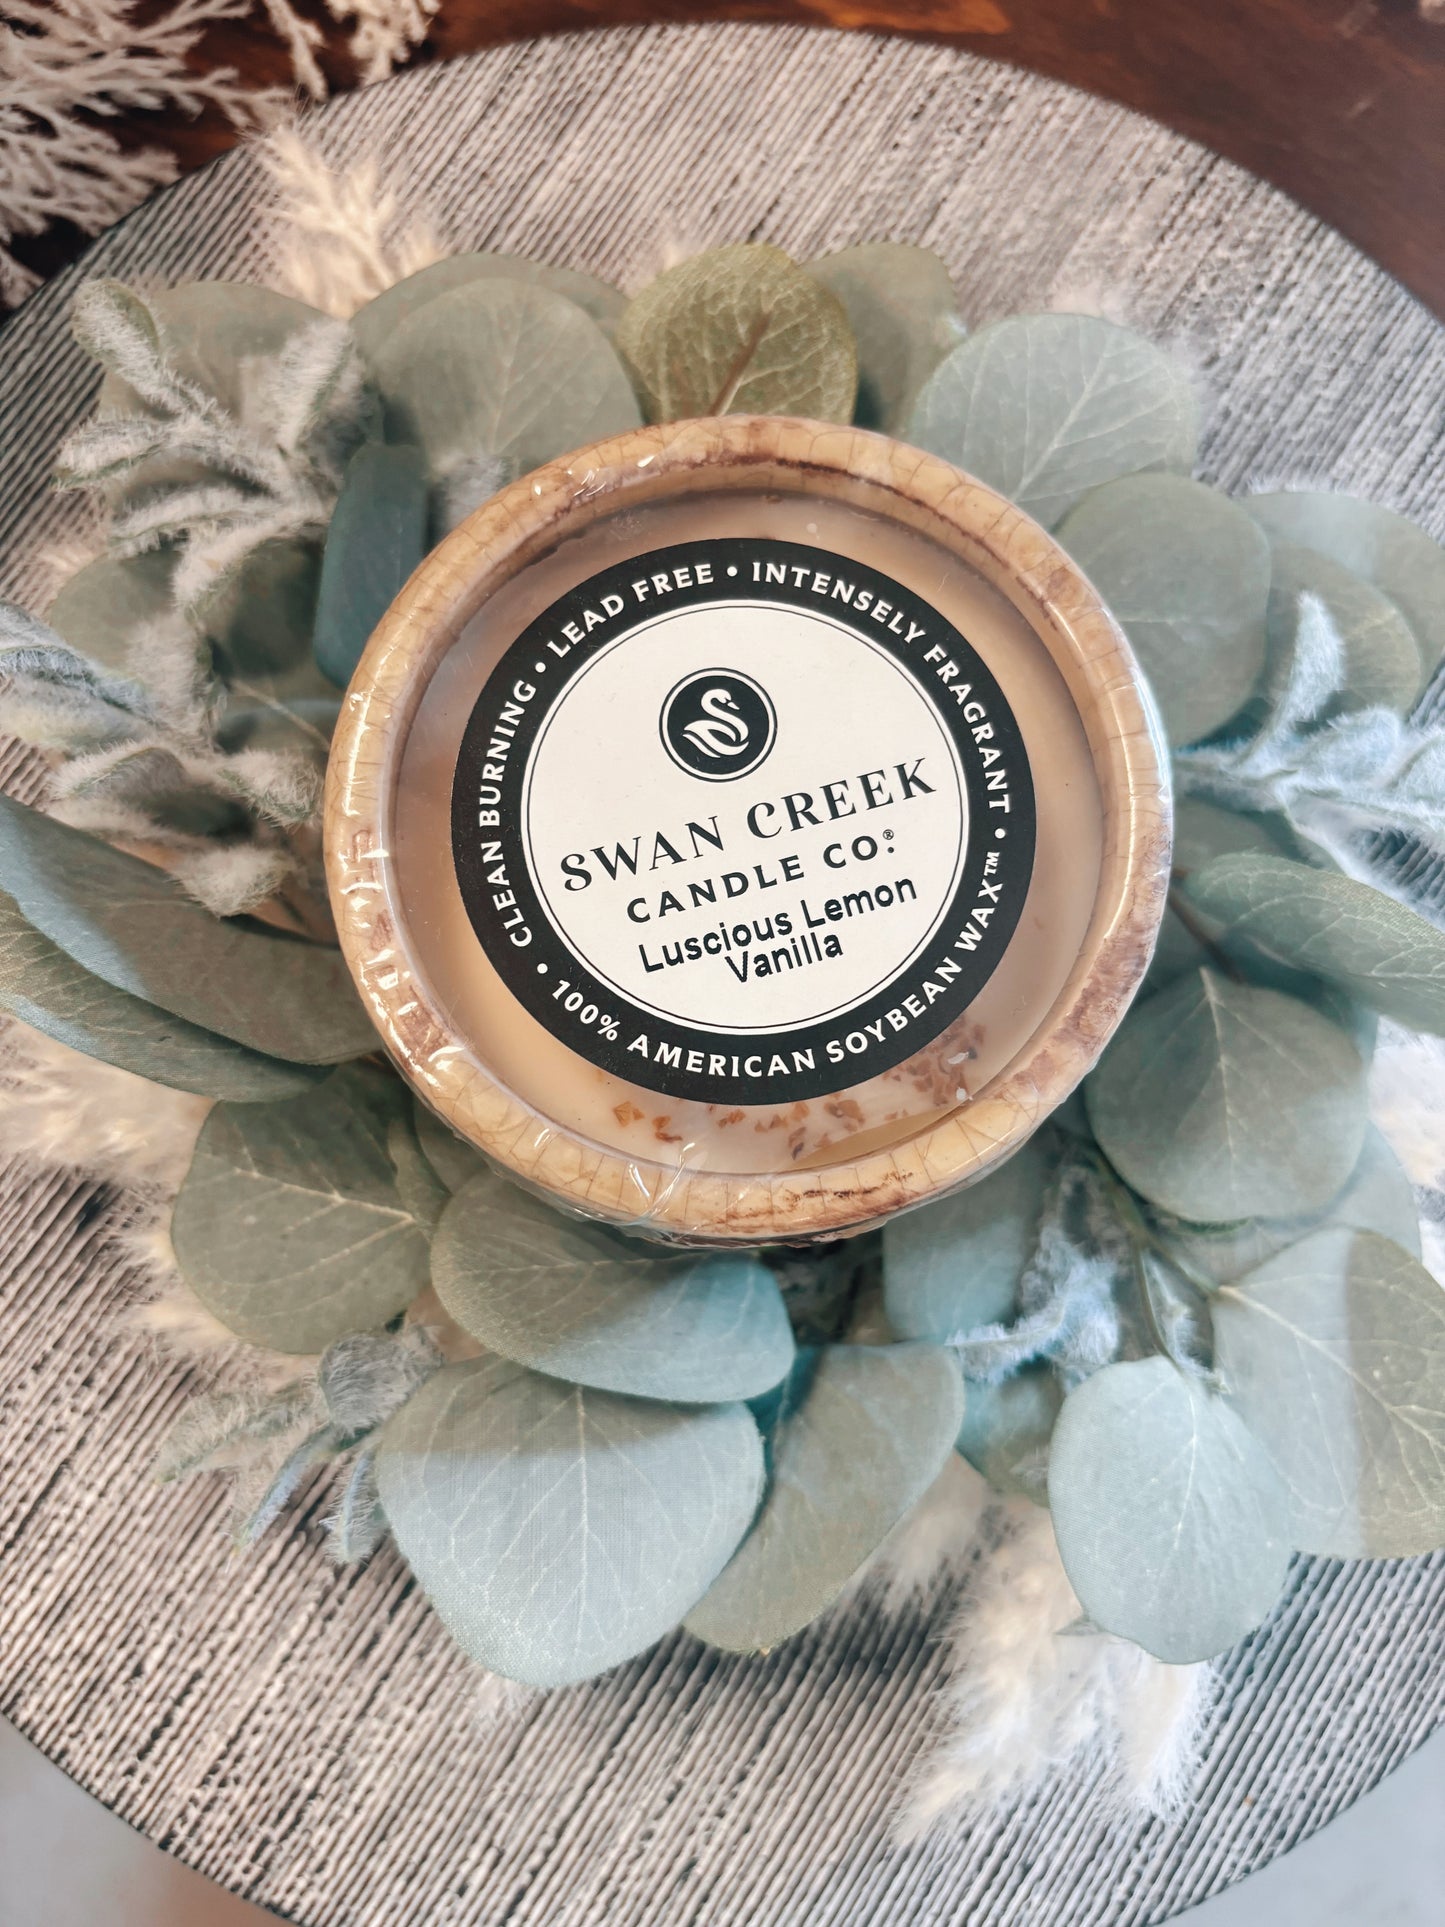 CLEAN BURNING • LEAD FREE • INTENSELY FRAGRANT •
SWAN CREEK
CANDLE CO.®
Luscious Lemon
Vanilla
• 100% AMERICAN SOYBEAN WAX™